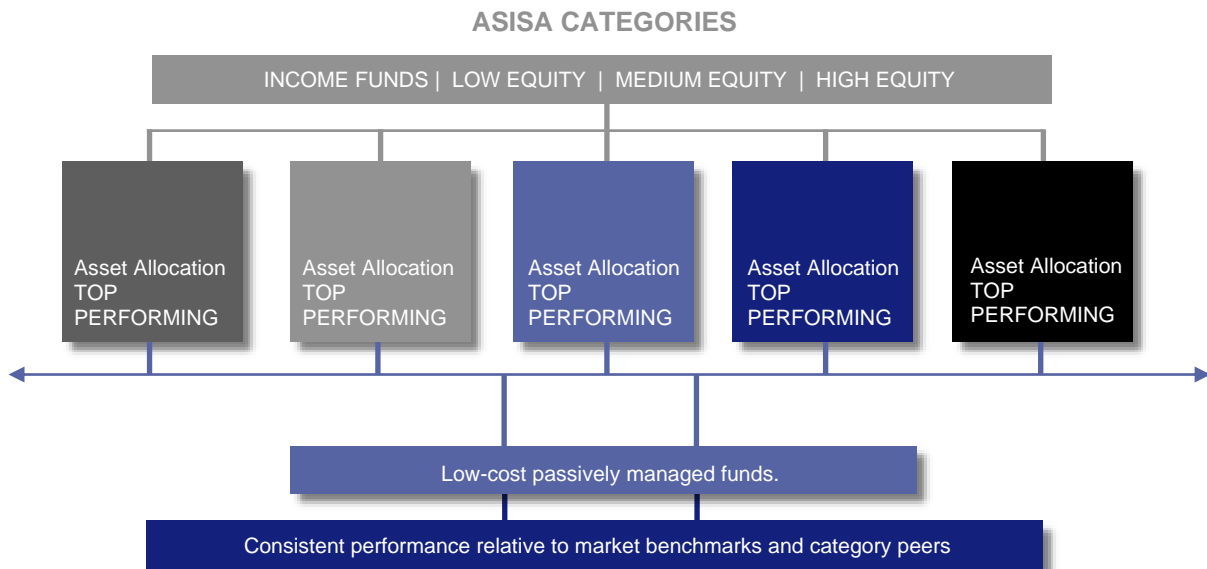 ASISA CATEGORIES
INCOME FUNDS | LOW EQUITY | MEDIUM EQUITY | HIGH EQUITY
Asset Allocation
TOP
PERFORMING
Asset Allocation
TOP
PERFORMING
Asset Allocation
TOP
PERFORMING
Asset Allocation
TOP
PERFORMING
Asset Allocation
TOP
PERFORMING
Low-cost passively managed funds.
Consistent performance relative to market benchmarks and category peers